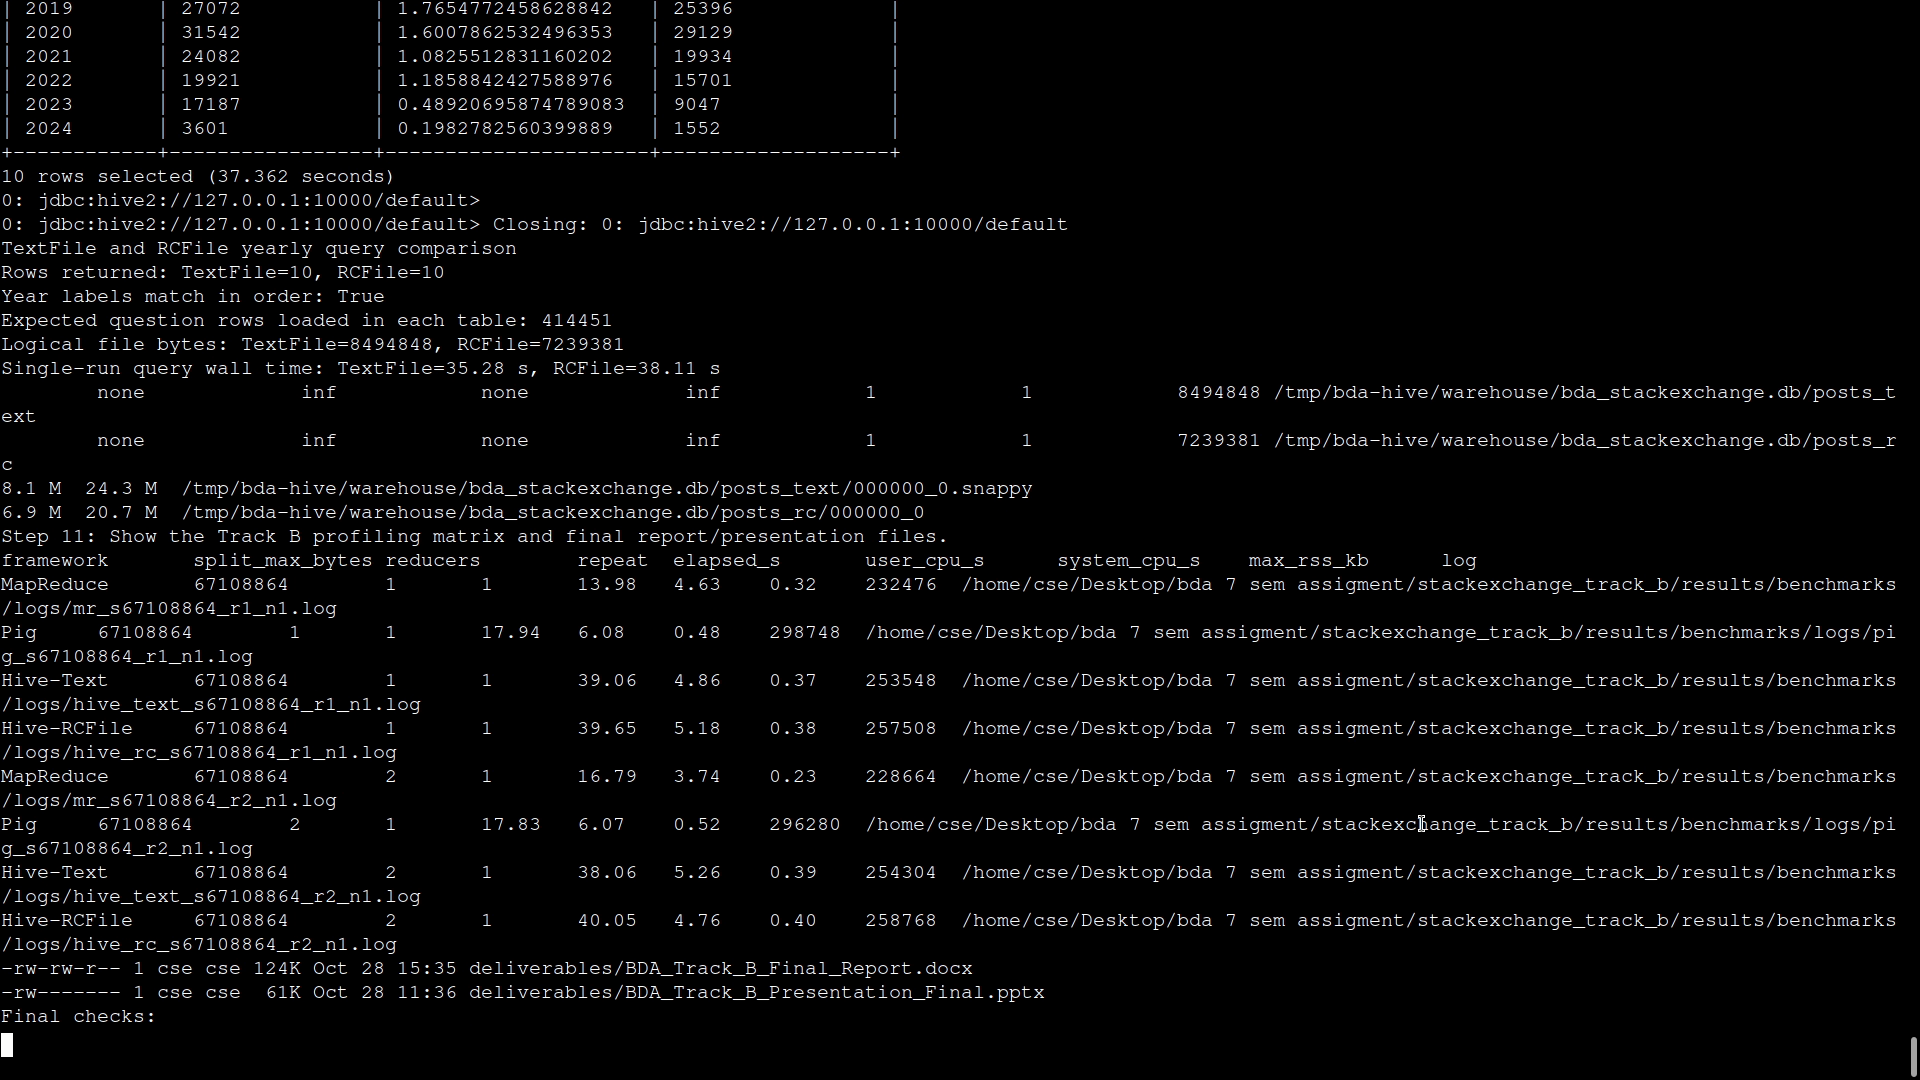 | 2019       | 27072           | 1.7654772458628842   | 25396             |
| 2020       | 31542           | 1.6007862532496353   | 29129             |
| 2021       | 24082           | 1.0825512831160202   | 19934             |
| 2022       | 19921           | 1.1858842427588976   | 15701             |
| 2023       | 17187           | 0.48920695874789083  | 9047              |
| 2024       | 3601            | 0.1982782560399889   | 1552              |
+------------+-----------------+----------------------+-------------------+
10 rows selected (37.362 seconds)
0: jdbc:hive2://127.0.0.1:10000/default>
0: jdbc:hive2://127.0.0.1:10000/default> Closing: 0: jdbc:hive2://127.0.0.1:10000/default
TextFile and RCFile yearly query comparison
Rows returned: TextFile=10, RCFile=10
Year labels match in order: True
Expected question rows loaded in each table: 414451
Logical file bytes: TextFile=8494848, RCFile=7239381
Single-run query wall time: TextFile=35.28 s, RCFile=38.11 s
        none             inf            none             inf            1            1            8494848 /tmp/bda-hive/warehouse/bda_stackexchange.db/posts_t
ext
        none             inf            none             inf            1            1            7239381 /tmp/bda-hive/warehouse/bda_stackexchange.db/posts_r
c
8.1 M  24.3 M  /tmp/bda-hive/warehouse/bda_stackexchange.db/posts_text/000000_0.snappy
6.9 M  20.7 M  /tmp/bda-hive/warehouse/bda_stackexchange.db/posts_rc/000000_0
Step 11: Show the Track B profiling matrix and final report/presentation files.
framework       split_max_bytes reducers        repeat  elapsed_s       user_cpu_s      system_cpu_s    max_rss_kb      log
MapReduce       67108864        1       1       13.98   4.63    0.32    232476  /home/cse/Desktop/bda 7 sem assigment/stackexchange_track_b/results/benchmarks
/logs/mr_s67108864_r1_n1.log
Pig     67108864        1       1       17.94   6.08    0.48    298748  /home/cse/Desktop/bda 7 sem assigment/stackexchange_track_b/results/benchmarks/logs/pi
g_s67108864_r1_n1.log
Hive-Text       67108864        1       1       39.06   4.86    0.37    253548  /home/cse/Desktop/bda 7 sem assigment/stackexchange_track_b/results/benchmarks
/logs/hive_text_s67108864_r1_n1.log
Hive-RCFile     67108864        1       1       39.65   5.18    0.38    257508  /home/cse/Desktop/bda 7 sem assigment/stackexchange_track_b/results/benchmarks
/logs/hive_rc_s67108864_r1_n1.log
MapReduce       67108864        2       1       16.79   3.74    0.23    228664  /home/cse/Desktop/bda 7 sem assigment/stackexchange_track_b/results/benchmarks
/logs/mr_s67108864_r2_n1.log
Pig     67108864        2       1       17.83   6.07    0.52    296280  /home/cse/Desktop/bda 7 sem assigment/stackexchange_track_b/results/benchmarks/logs/pi
g_s67108864_r2_n1.log
Hive-Text       67108864        2       1       38.06   5.26    0.39    254304  /home/cse/Desktop/bda 7 sem assigment/stackexchange_track_b/results/benchmarks
/logs/hive_text_s67108864_r2_n1.log
Hive-RCFile     67108864        2       1       40.05   4.76    0.40    258768  /home/cse/Desktop/bda 7 sem assigment/stackexchange_track_b/results/benchmarks
/logs/hive_rc_s67108864_r2_n1.log
-rw-rw-r-- 1 cse cse 124K Oct 28 15:35 deliverables/BDA_Track_B_Final_Report.docx
-rw------- 1 cse cse  61K Oct 28 11:36 deliverables/BDA_Track_B_Presentation_Final.pptx
Final checks: